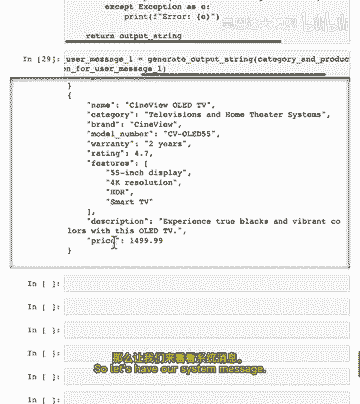 except Exception as e:
print(f"Error: {e}")
return output_string
In [29]: user_message_1 = generate_output_string(category_and_produc
n_for_user_message_1)
}
{
"name": "CineView OLED TV",
"category": "Televisions and Home Theater Systems",
"brand": "CineView",
"model_number": "CV-OLED55",
"warranty": "2 years",
"rating": 4.7,
"features": [
"55-inch display",
"4K resolution",
"HDR",
"Smart TV"
],
"description": "Experience true blacks and vibrant co
lors with this OLED TV.",
"price": 1499.99
}
In [ ]:
In [ ]:
In [ ]:
In [ ]:
那么让我们来看看系统消息。
So let's have our system message.
In [ ]:
In [ ]: